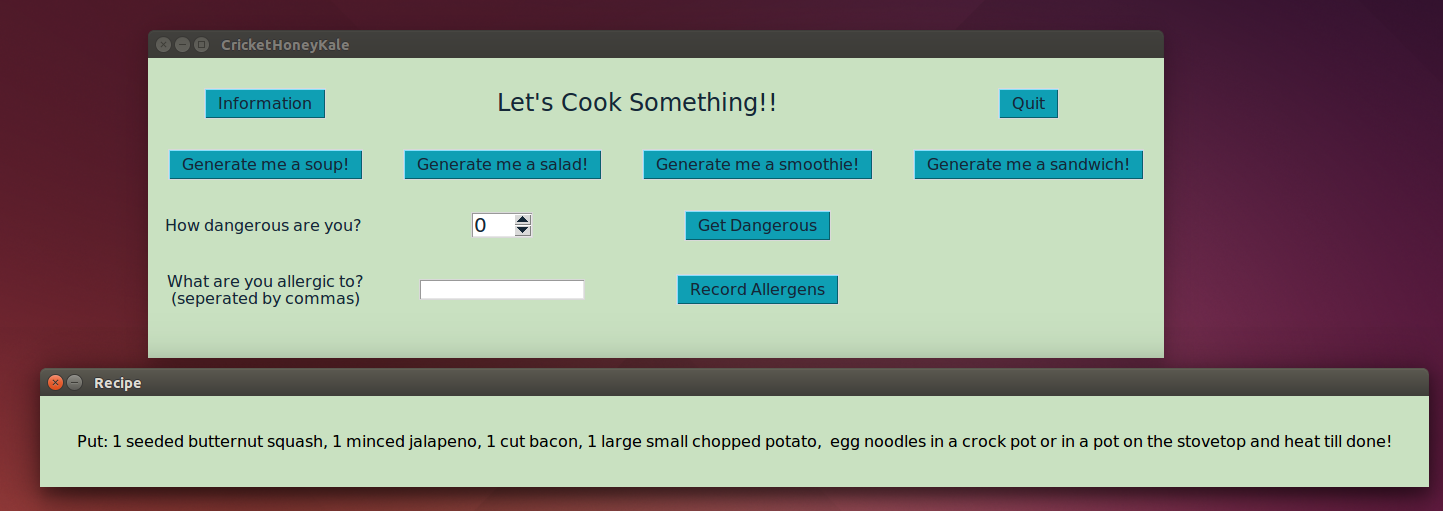 CricketHoneyKale
Information
Let's Cook Something!!
Quit
Generate me a soup!
Generate me a salad!
Generate me a smoothie!
Generate me a sandwich!
How dangerous are you?
0
Get Dangerous
What are you allergic to?
(seperated by commas)
Record Allergens
Recipe
Put: 1 seeded butternut squash, 1 minced jalapeno, 1 cut bacon, 1 large small chopped potato,  egg noodles in a crock pot or in a pot on the stovetop and heat till done!